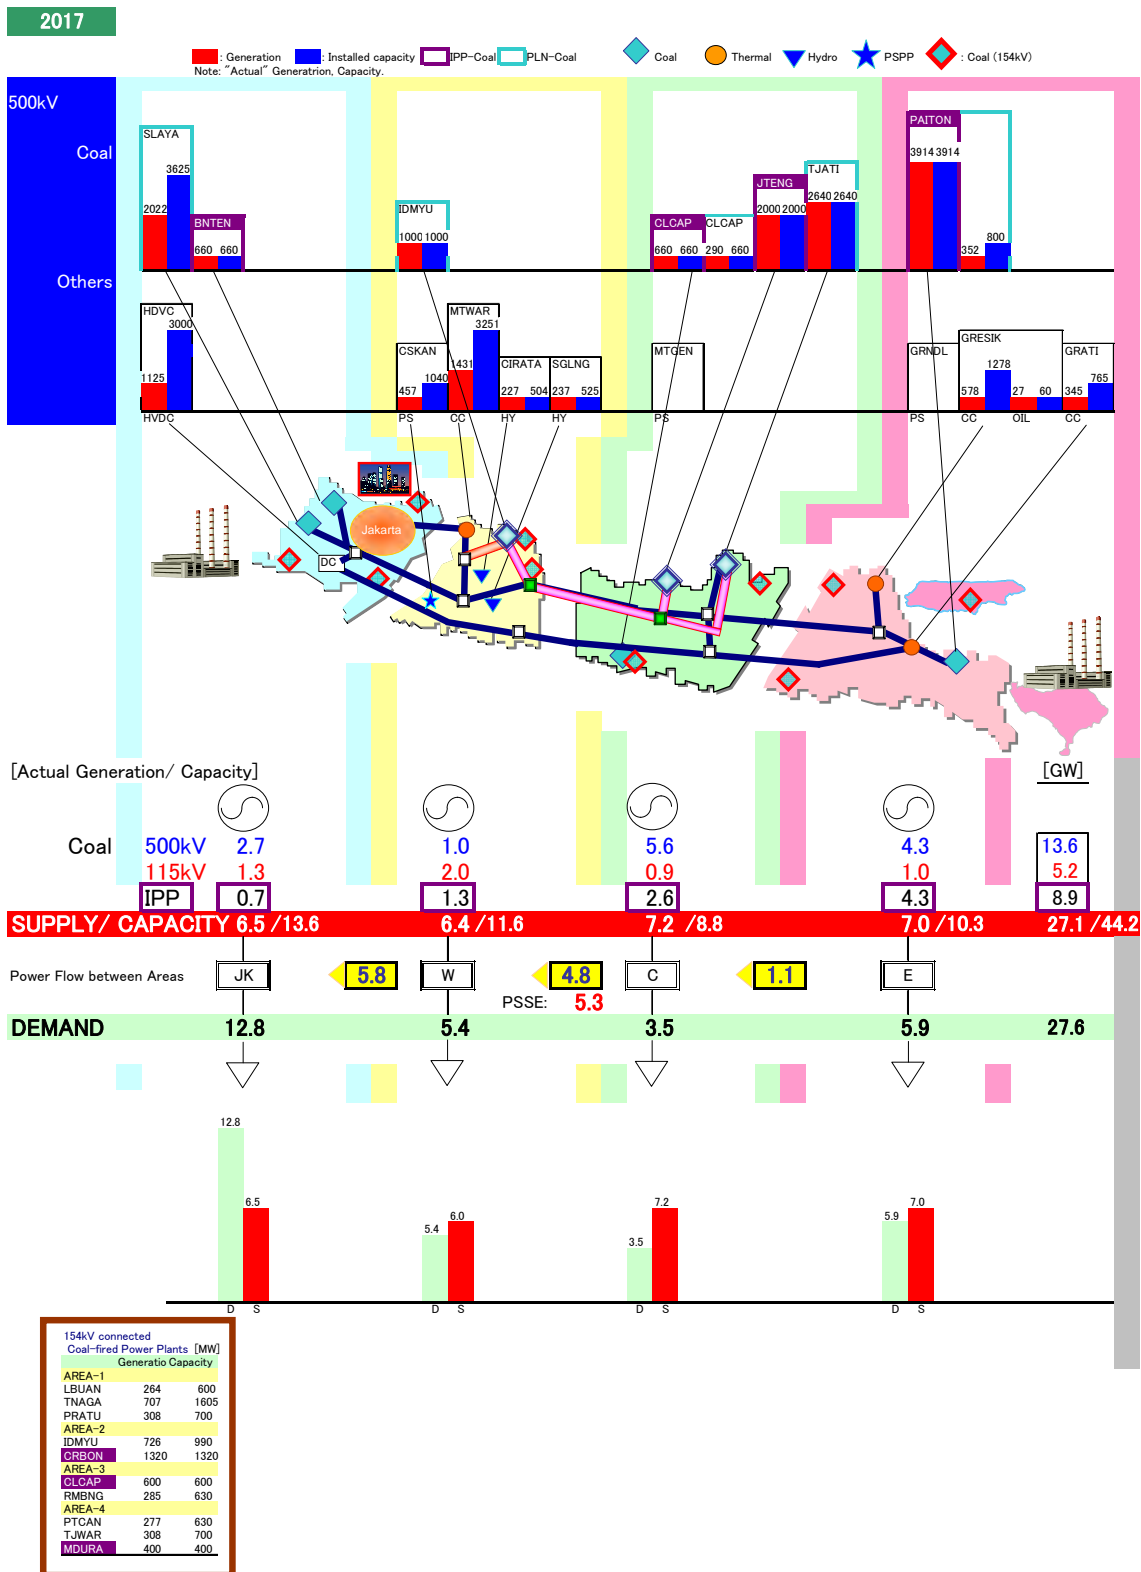 2017
: Generation : Installed capacity IPP-Coal PLN-Coal Coal Thermal Hydro PSPP : Coal (154kV)
Note: "Actual" Generatrion, Capacity.
500kV
Coal
Others
SLAYA
3625
2022
BNTEN
660 660
IDMYU
1000 1000
CLCAP
660 660
CLCAP
290 660
JTENG
2000 2000
TJATI
2640 2640
PAITON
3914 3914
352
800
HDVC
3000
1125
HVDC
CSKAN
457
1040
PS
MTWAR
3251
1431
CC
CIRATA
227 504
HY
SGLNG
237 525
HY
MTGEN
PS
GRNDL
PS
GRESIK
1278
578
CC
27 60
OIL
GRATI
765
345
CC
Jakarta
DC
[Actual Generation/ Capacity]
[GW]
Coal 500kV 2.7 1.0 5.6 4.3 13.6
115kV 1.3 2.0 0.9 1.0 5.2
IPP 0.7 1.3 2.6 4.3 8.9
SUPPLY/ CAPACITY 6.5 /13.6 6.4 /11.6 7.2 /8.8 7.0 /10.3 27.1 /44.2
Power Flow between Areas JK 5.8 W 4.8 C 1.1 E
PSSE: 5.3
DEMAND 12.8 5.4 3.5 5.9 27.6
12.8
6.5
5.4
6.0
3.5
7.2
5.9
7.0
D S D S D S D S
154kV connected
Coal-fired Power Plants [MW]
Generatio Capacity
AREA-1
LBUAN 264 600
TNAGA 707 1605
PRATU 308 700
AREA-2
IDMYU 726 990
CRBON 1320 1320
AREA-3
CLCAP 600 600
RMBNG 285 630
AREA-4
PTCAN 277 630
TJWAR 308 700
MDURA 400 400